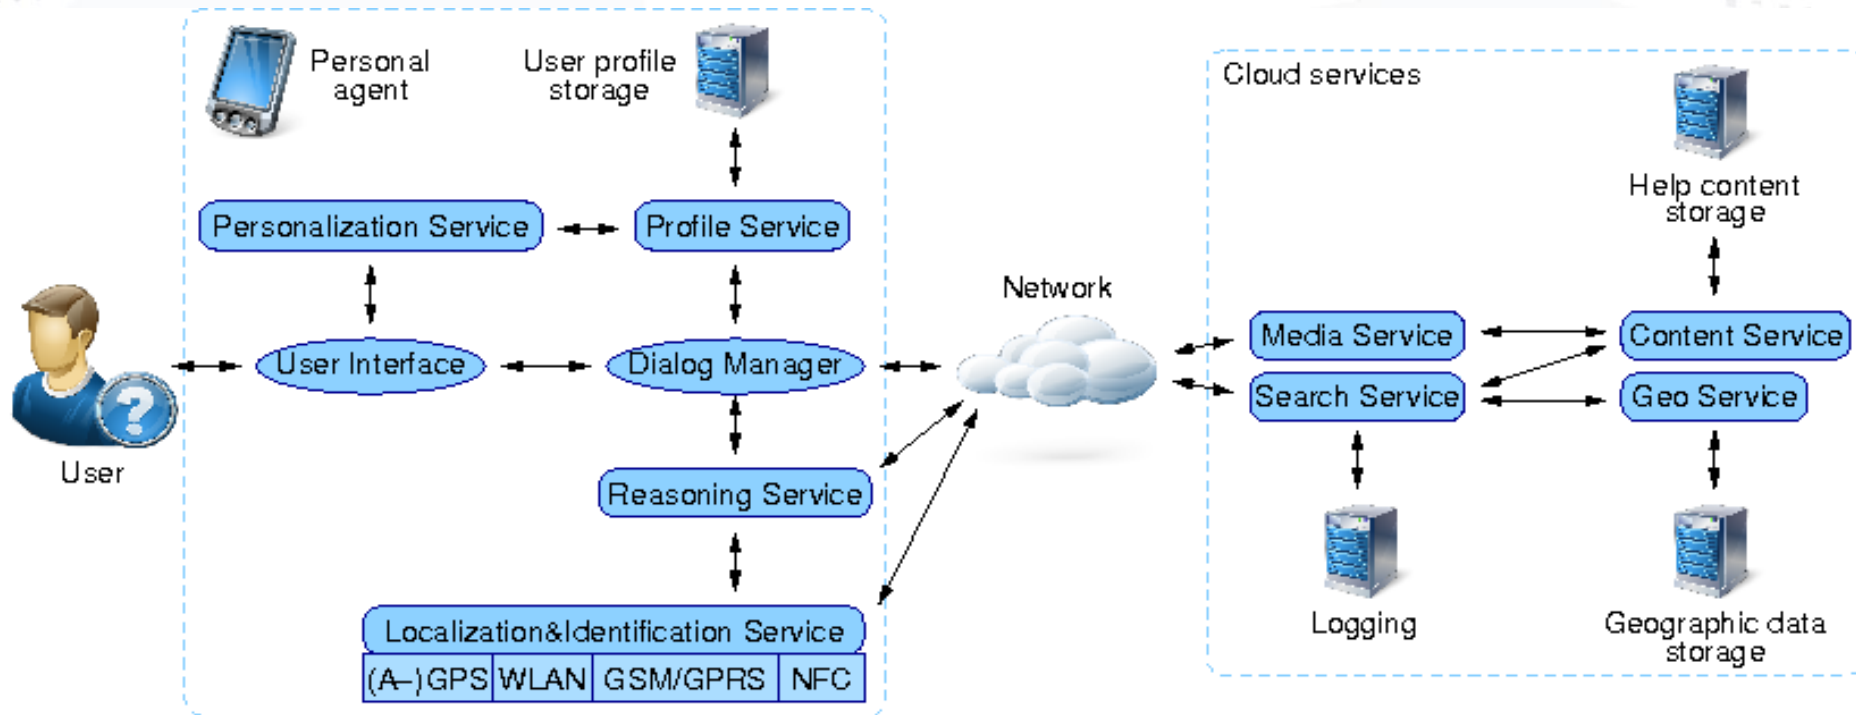 Personal
agent
User profile
storage
Personalization Service
Profile Service
User Interface
Dialog Manager
User
Reasoning Service
Localization&Identification Service
(A–)GPS WLAN GSM/GPRS NFC
Network
Cloud services
Help content
storage
Media Service
Content Service
Search Service
Geo Service
Logging
Geographic data
storage